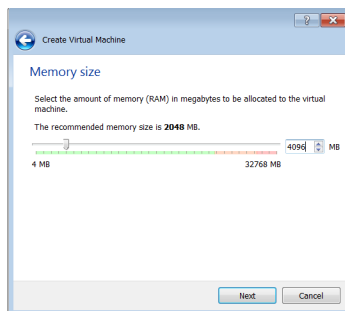 Create Virtual Machine
Memory size
Select the amount of memory (RAM) in megabytes to be allocated to the virtual
machine.
The recommended memory size is 2048 MB.
4096 MB
4 MB 32768 MB
Next Cancel